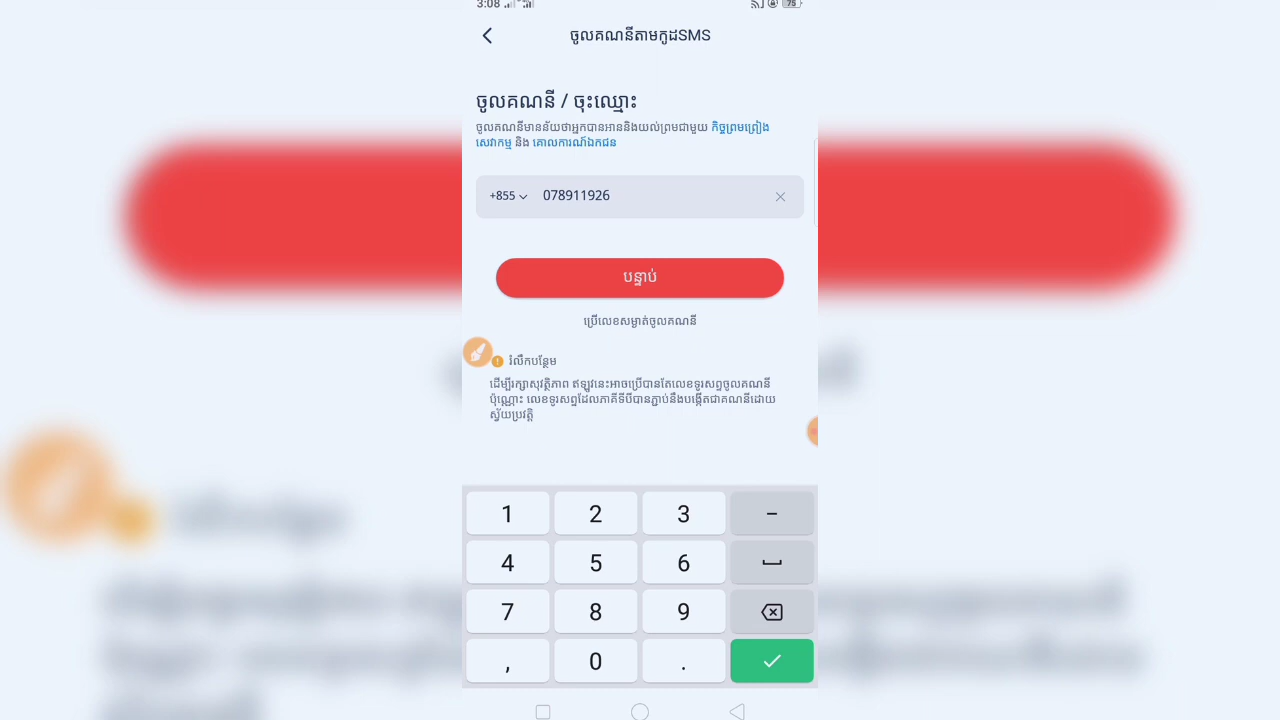 3:08
75
ចូលគណនីតាមកូដSMS
ចូលគណនី / ចុះឈ្មោះ
ចូលគណនីមានន័យថាអ្នកបានអាននិងយល់ព្រមជាមួយ កិច្ចព្រមព្រៀង
សេវាកម្ម និង គោលការណ៍ឯកជន
+855 078911926
បន្ទាប់
ប្រើលេខសម្ងាត់ចូលគណនី
រំលឹកបន្ថែម
ដើម្បីរក្សាសុវត្ថិភាព ឥឡូវនេះអាចប្រើបានតែលេខទូរសព្ទចូលគណនី
ប៉ុណ្ណោះ លេខទូរសព្ទដែលភាគីទីបីបានភ្ជាប់នឹងបង្កើតជាគណនីដោយ
ស្វ័យប្រវត្តិ
1 2 3 –
4 5 6
7 8 9
, 0 .